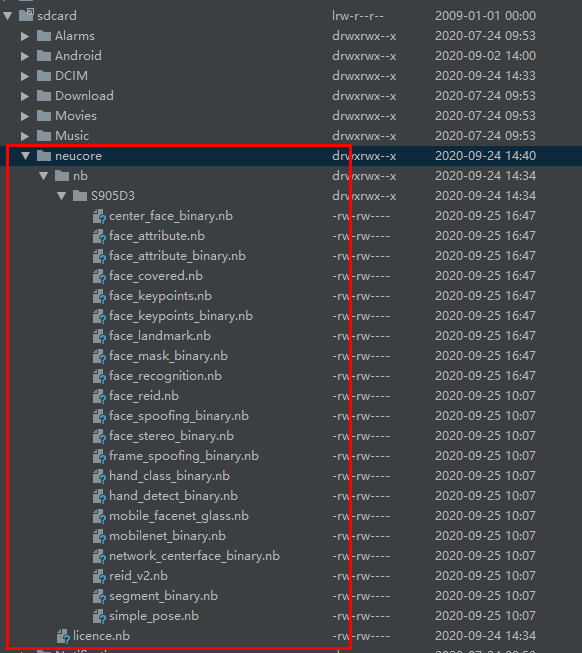 sdcard lrw-r--r-- 2009-01-01 00:00
Alarms drwxrwx--x 2020-07-24 09:53
Android drwxrwx--x 2020-09-02 14:00
DCIM drwxrwx--x 2020-09-24 14:33
Download drwxrwx--x 2020-07-24 09:53
Movies drwxrwx--x 2020-07-24 09:53
Music drwxrwx--x 2020-07-24 09:53
neucore drwxrwx--x 2020-09-24 14:40
nb drwxrwx--x 2020-09-24 14:34
S905D3 drwxrwx--x 2020-09-24 14:34
center_face_binary.nb -rw-rw---- 2020-09-25 16:47
face_attribute.nb -rw-rw---- 2020-09-25 16:47
face_attribute_binary.nb -rw-rw---- 2020-09-25 16:47
face_covered.nb -rw-rw---- 2020-09-25 16:47
face_keypoints.nb -rw-rw---- 2020-09-25 16:47
face_keypoints_binary.nb -rw-rw---- 2020-09-25 16:47
face_landmark.nb -rw-rw---- 2020-09-25 16:47
face_mask_binary.nb -rw-rw---- 2020-09-25 16:47
face_recognition.nb -rw-rw---- 2020-09-25 16:47
face_reid.nb -rw-rw---- 2020-09-25 10:07
face_spoofing_binary.nb -rw-rw---- 2020-09-25 10:07
face_stereo_binary.nb -rw-rw---- 2020-09-25 10:07
frame_spoofing_binary.nb -rw-rw---- 2020-09-25 10:07
hand_class_binary.nb -rw-rw---- 2020-09-25 10:07
hand_detect_binary.nb -rw-rw---- 2020-09-25 10:07
mobile_facenet_glass.nb -rw-rw---- 2020-09-25 10:07
mobilenet_binary.nb -rw-rw---- 2020-09-25 10:07
network_centerface_binary.nb -rw-rw---- 2020-09-25 10:07
reid_v2.nb -rw-rw---- 2020-09-25 10:07
segment_binary.nb -rw-rw---- 2020-09-25 10:07
simple_pose.nb -rw-rw---- 2020-09-25 10:07
licence.nb -rw-rw---- 2020-09-24 14:34